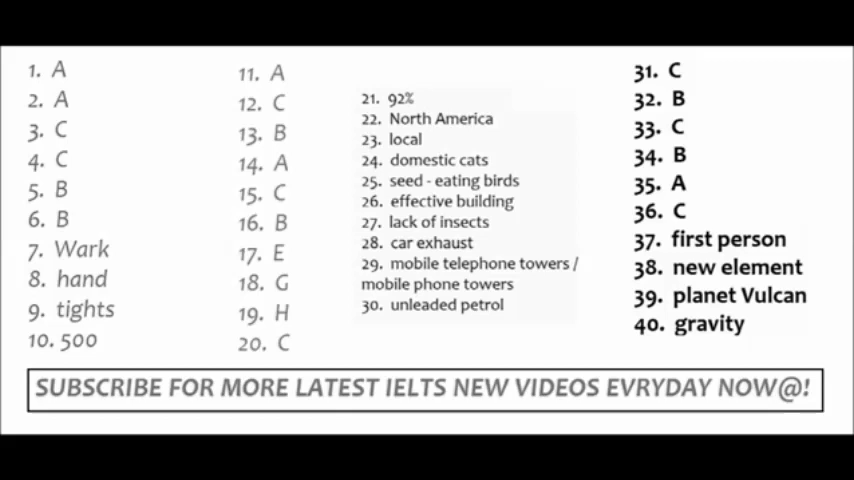 1. A
2. A
3. C
4. C
5. B
6. B
7. Wark
8. hand
9. tights
10. 500
11. A
12. C
13. B
14. A
15. C
16. B
17. E
18. G
19. H
20. C
21. 92%
22. North America
23. local
24. domestic cats
25. seed - eating birds
26. effective building
27. lack of insects
28. car exhaust
29. mobile telephone towers /
mobile phone towers
30. unleaded petrol
31. C
32. B
33. C
34. B
35. A
36. C
37. first person
38. new element
39. planet Vulcan
40. gravity
SUBSCRIBE FOR MORE LATEST IELTS NEW VIDEOS EVRYDAY NOW@!